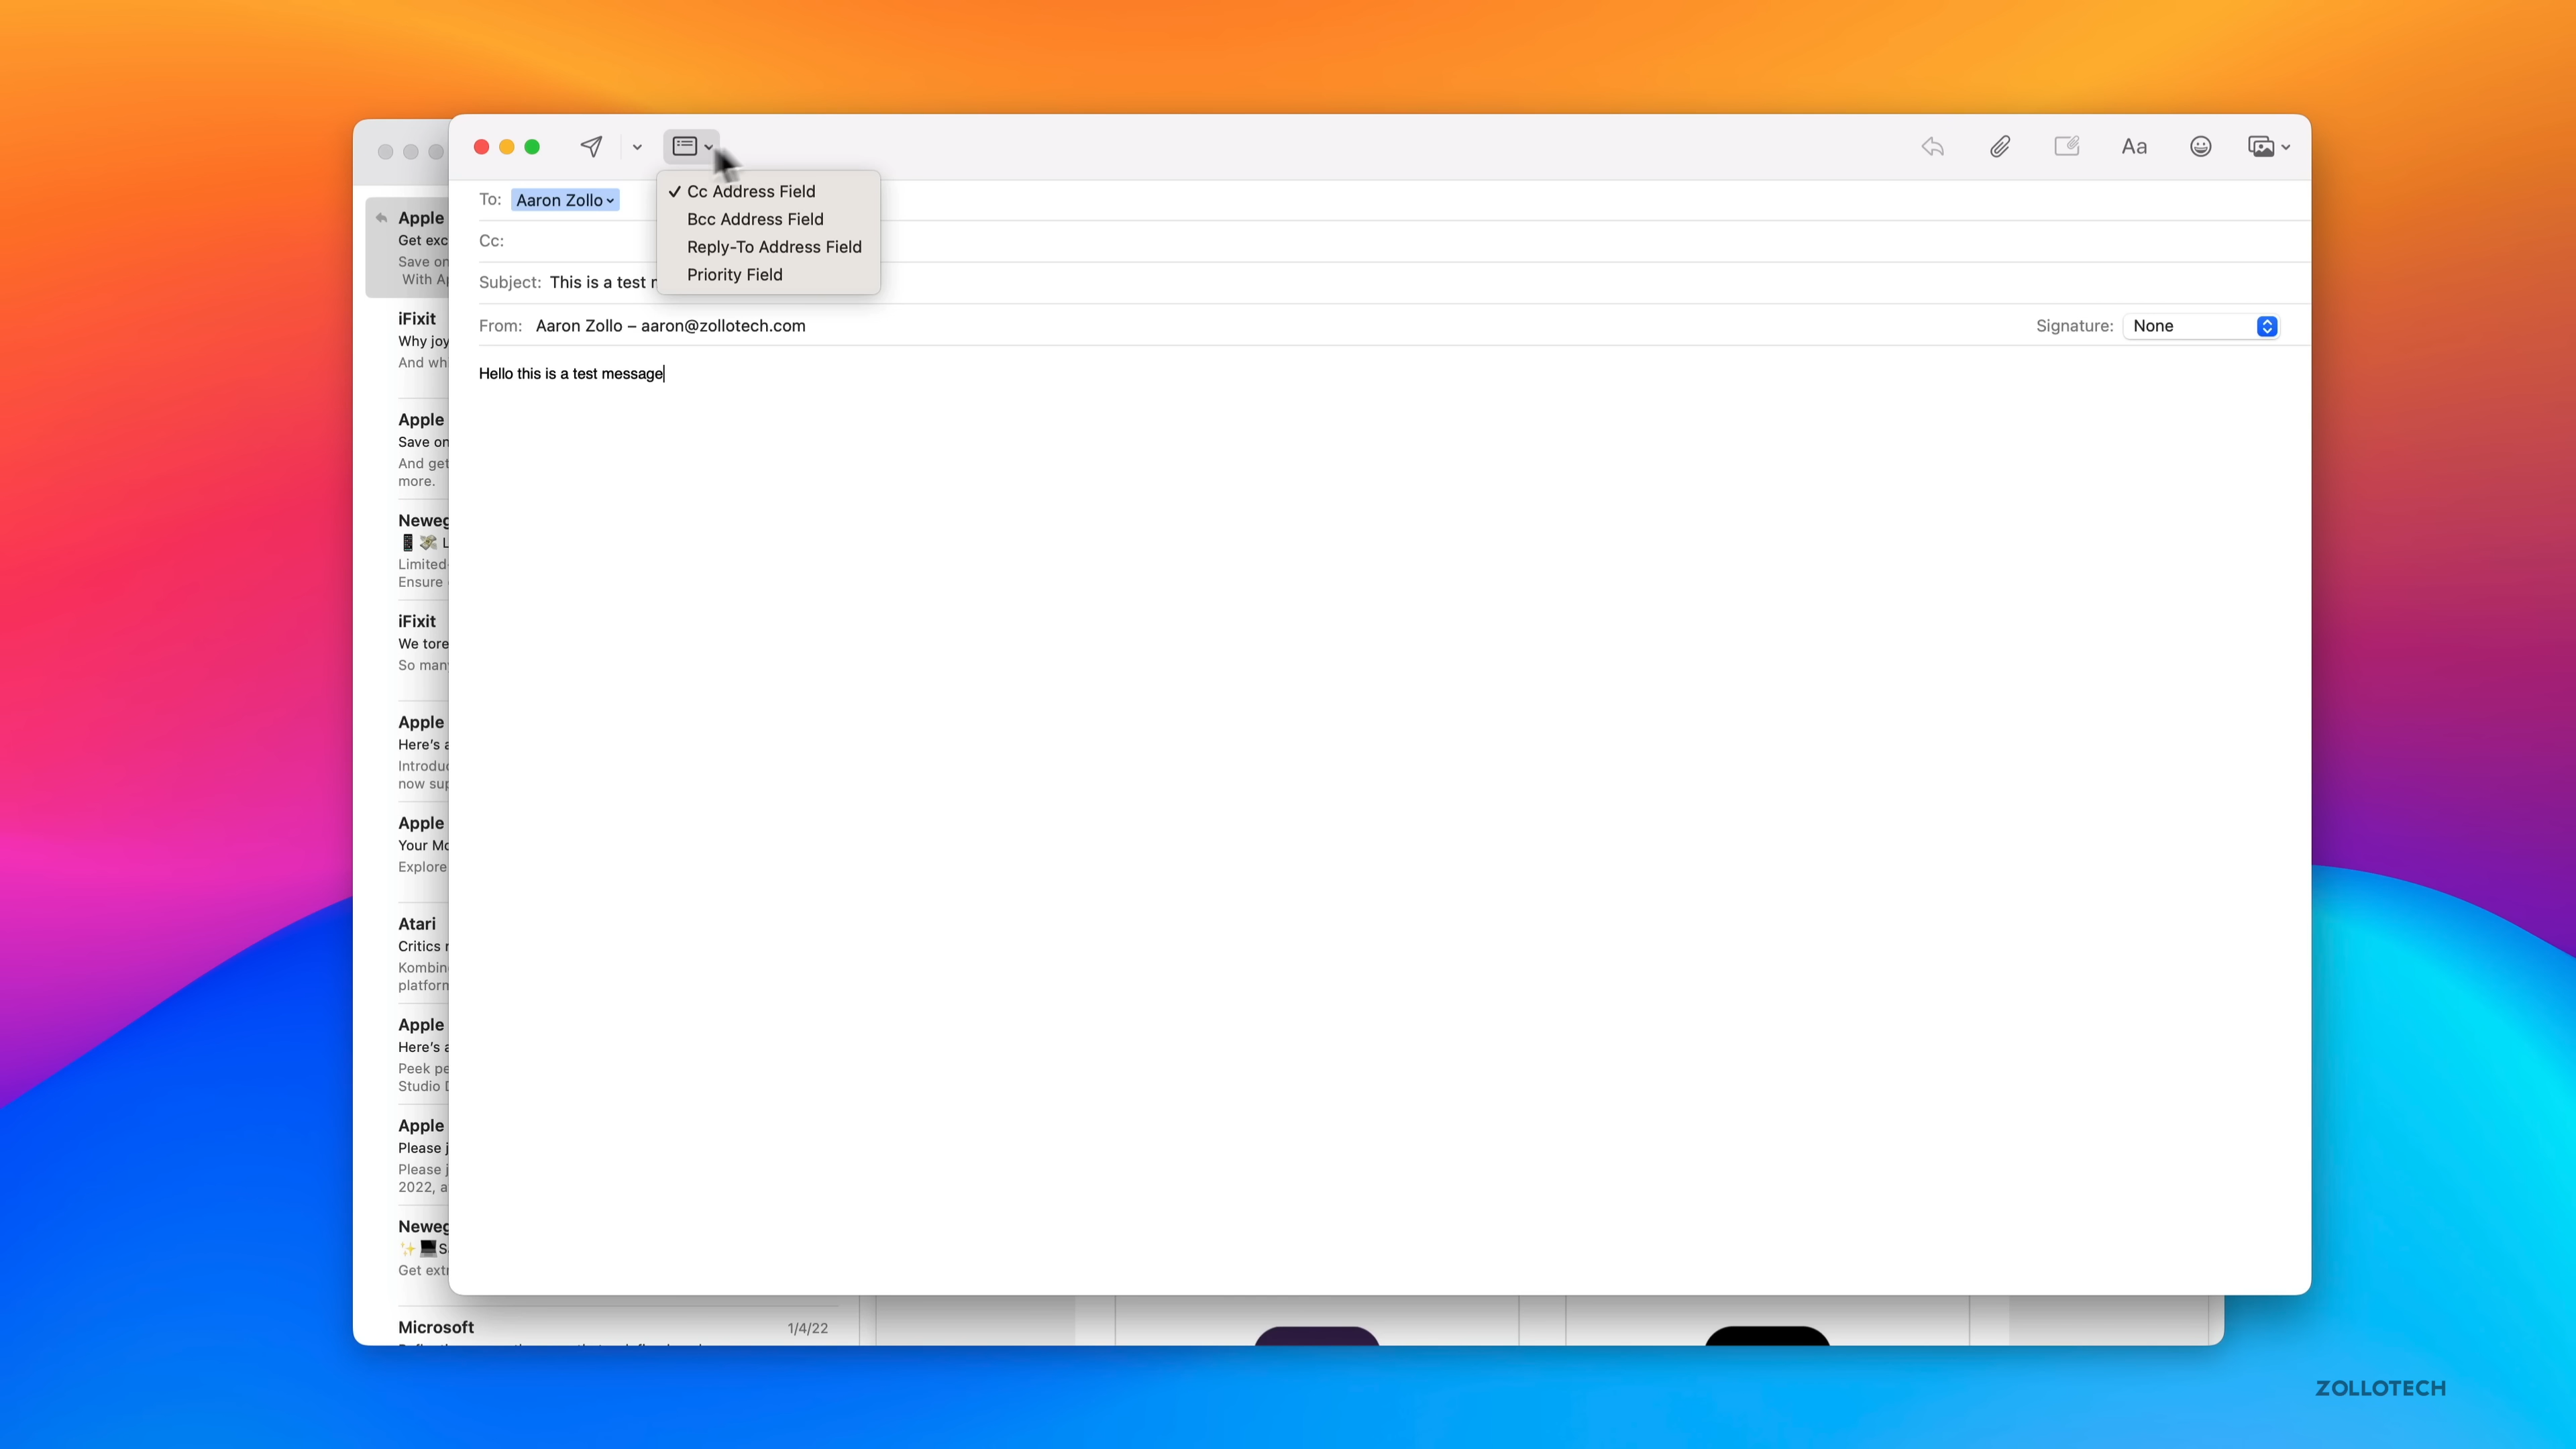 Aa
Cc Address Field
Bcc Address Field
Reply-To Address Field
Priority Field
To: Aaron Zollo
Cc:
Subject: This is a test
From: Aaron Zollo – aaron@zollotech.com
Signature: None
Hello this is a test message
Apple
Get exc
Save on
With Ap
iFixit
Why joy
And wh
Apple
Save on
And get
more.
Neweg
Limited-
Ensure
iFixit
We tore
So many
Apple
Here's a
Introduc
now sup
Apple
Your Mo
Explore
Atari
Critics r
Kombin
platform
Apple
Here's a
Peek pe
Studio D
Apple
Please j
Please j
2022, a
Neweg
Get extr
Microsoft 1/4/22
ZOLLOTECH